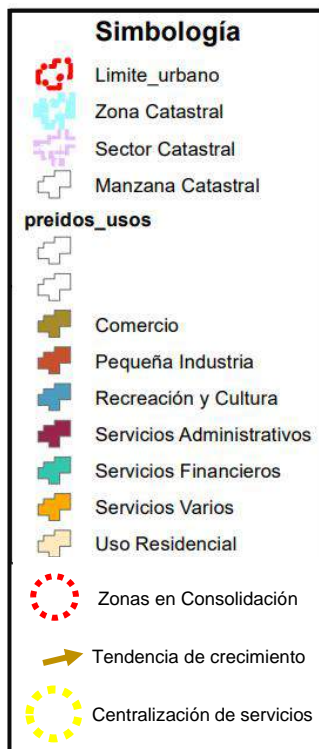 Simbología
Limite_urbano
Zona Catastral
Sector Catastral
Manzana Catastral
preidos_usos
Comercio
Pequeña Industria
Recreación y Cultura
Servicios Administrativos
Servicios Financieros
Servicios Varios
Uso Residencial
Zonas en Consolidación
Tendencia de crecimiento
Centralización de servicios